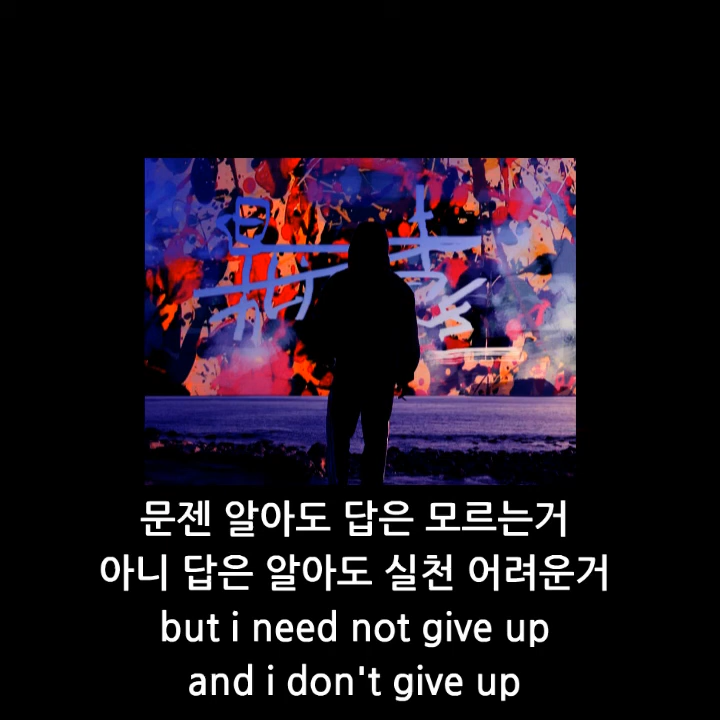 문젠 알아도 답은 모르는거
아니 답은 알아도 실천 어려운거
but i need not give up
and i don't give up